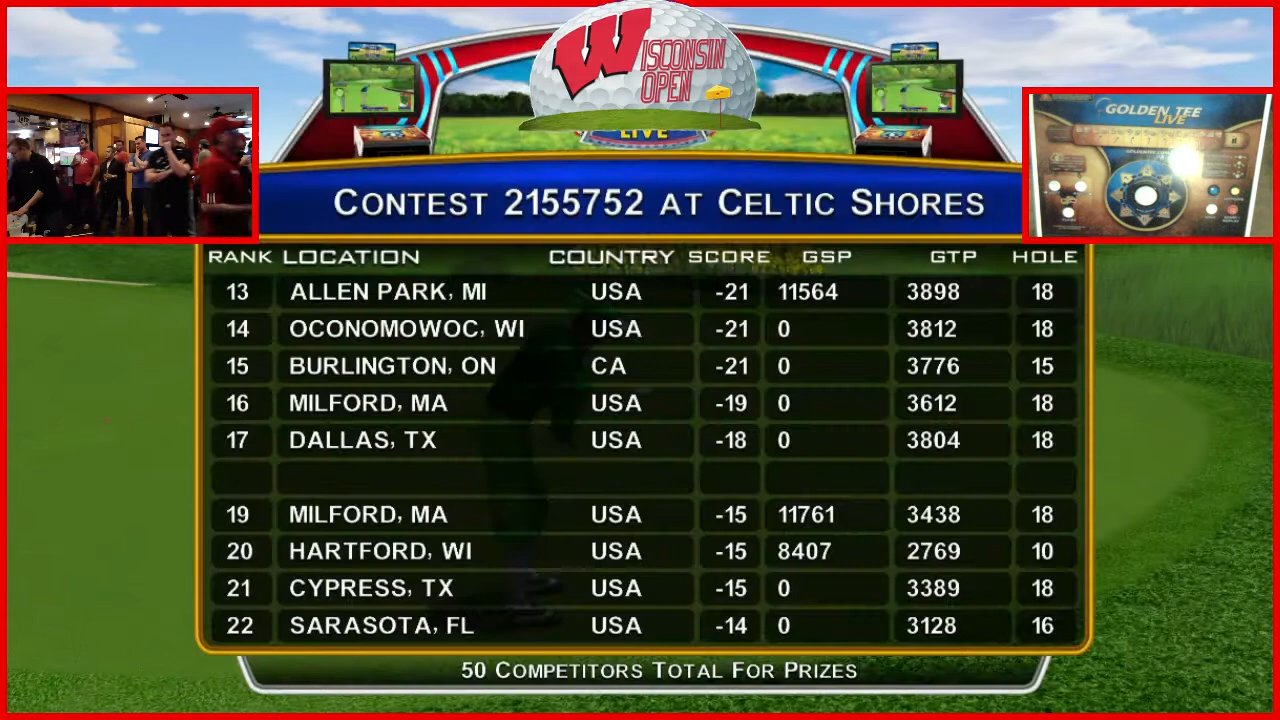 WISCONSIN
OPEN
LIVE
GOLDEN TEE
LIVE
CONTEST 2155752 AT CELTIC SHORES
RANK LOCATION COUNTRY SCORE GSP GTP HOLE
13 ALLEN PARK, MI USA -21 11564 3898 18
14 OCONOMOWOC, WI USA -21 0 3812 18
15 BURLINGTON, ON CA -21 0 3776 15
16 MILFORD, MA USA -19 0 3612 18
17 DALLAS, TX USA -18 0 3804 18
19 MILFORD, MA USA -15 11761 3438 18
20 HARTFORD, WI USA -15 8407 2769 10
21 CYPRESS, TX USA -15 0 3389 18
22 SARASOTA, FL USA -14 0 3128 16
50 COMPETITORS TOTAL FOR PRIZES